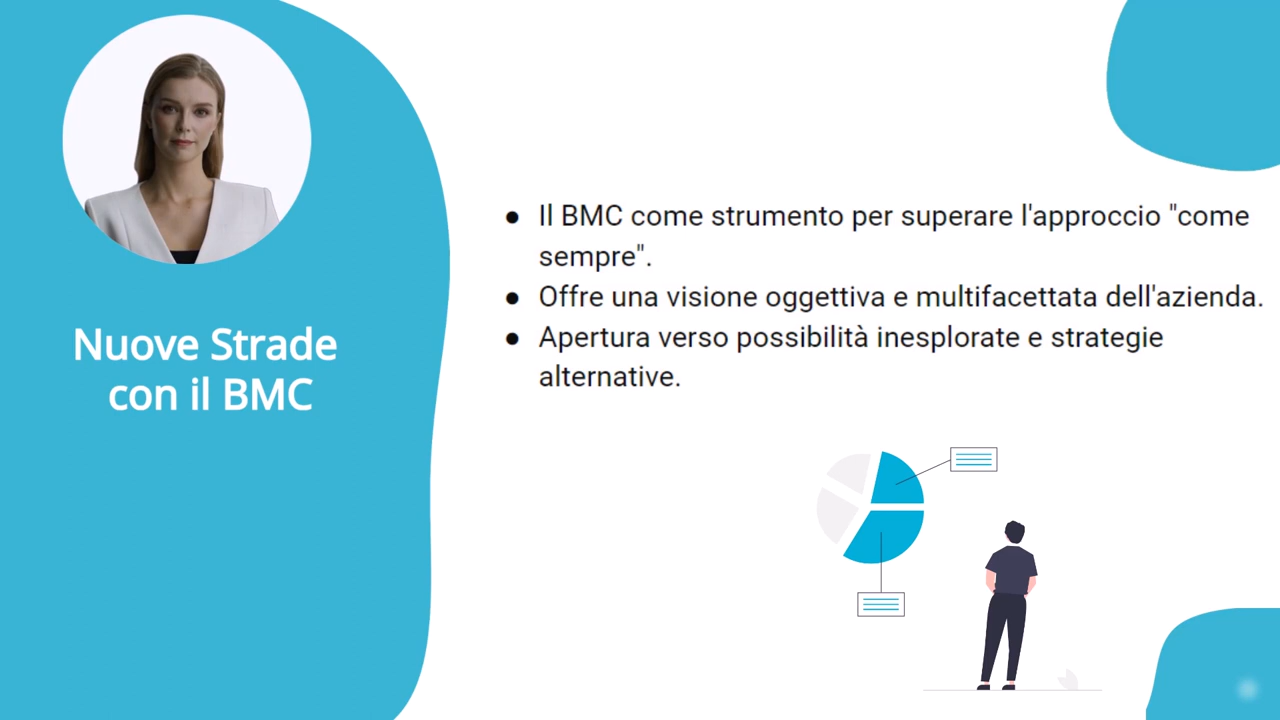 Nuove Strade
con il BMC
● Il BMC come strumento per superare l'approccio "come
sempre".
● Offre una visione oggettiva e multifacettata dell'azienda.
● Apertura verso possibilità inesplorate e strategie
alternative.